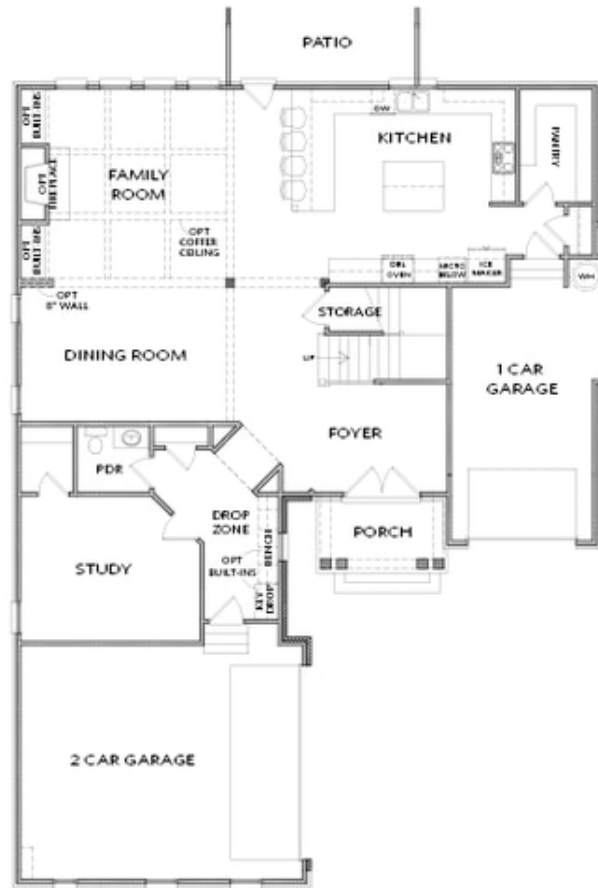 PATIO
OPT
BUILT-INS
DW
KITCHEN
PANTRY
FAMILY
ROOM
OPT
FIREPLACE
OPT
COFFER
CEILING
OPT
BUILT-INS
DBL
OVEN
MICRO
BELOW
ICE
MAKER
WH
OPT
8" WALL
STORAGE
DINING ROOM
UP
1 CAR
GARAGE
FOYER
PDR
DROP
ZONE
PORCH
BENCH
OPT
BUILT-INS
STUDY
KEY
DROP
2 CAR GARAGE